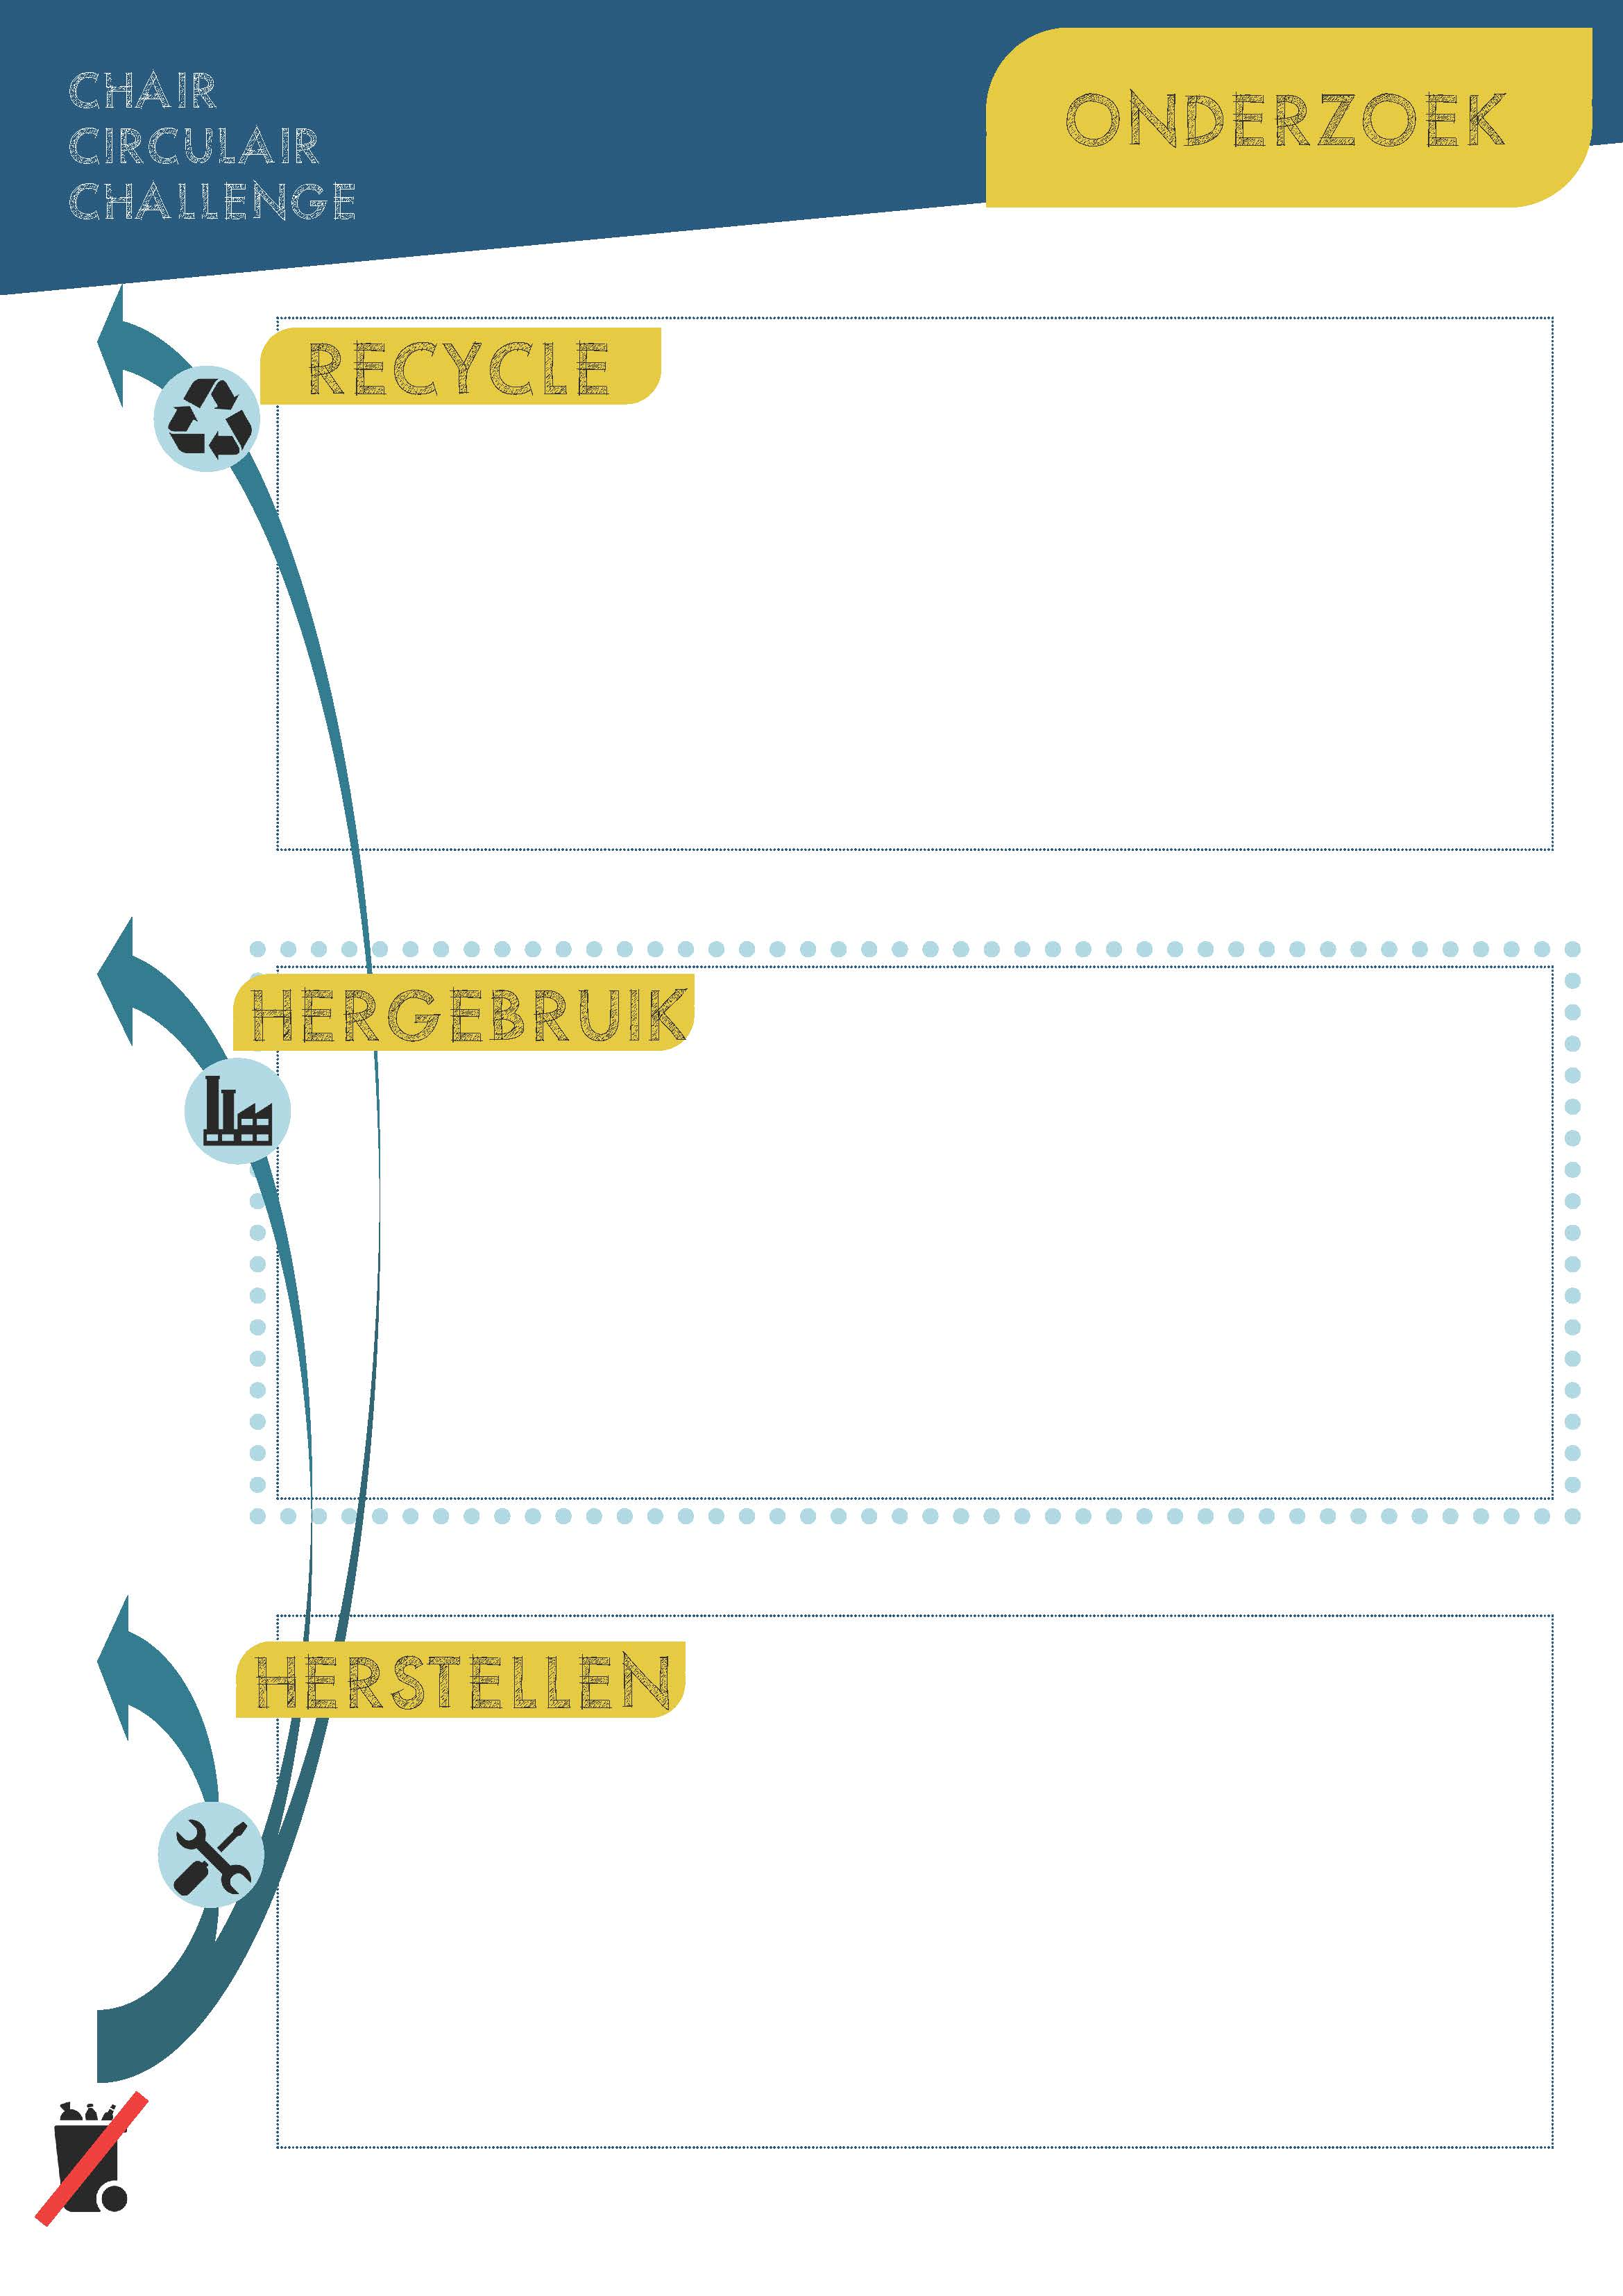 CHAIR
CIRCULAIR
CHALLENGE
ONDERZOEK
RECYCLE
HERGEBRUIK
HERSTELLEN